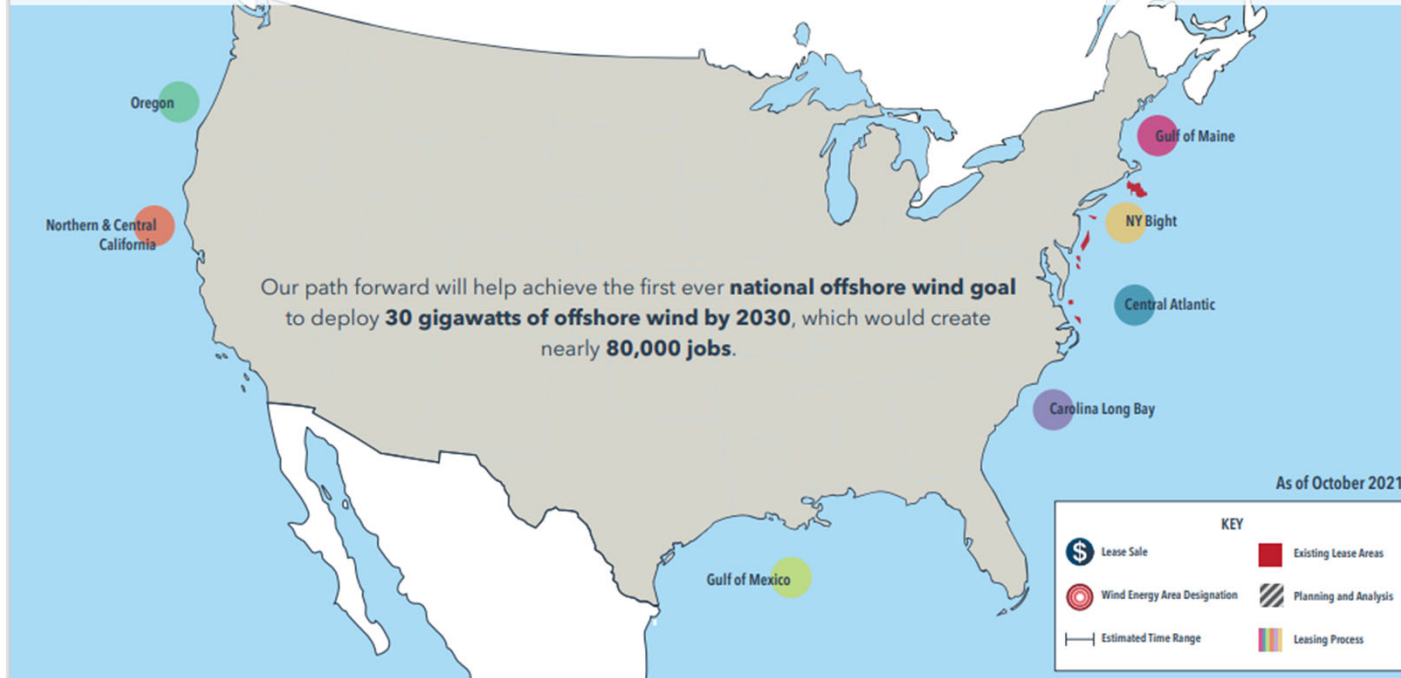 Oregon
Gulf of Maine
Northern & Central
California
NY Bight
Our path forward will help achieve the first ever national offshore wind goal
to deploy 30 gigawatts of offshore wind by 2030, which would create
nearly 80,000 jobs.
Central Atlantic
Carolina Long Bay
Gulf of Mexico
As of October 2021
KEY
$ Lease Sale
Existing Lease Areas
Wind Energy Area Designation
Planning and Analysis
Estimated Time Range
Leasing Process